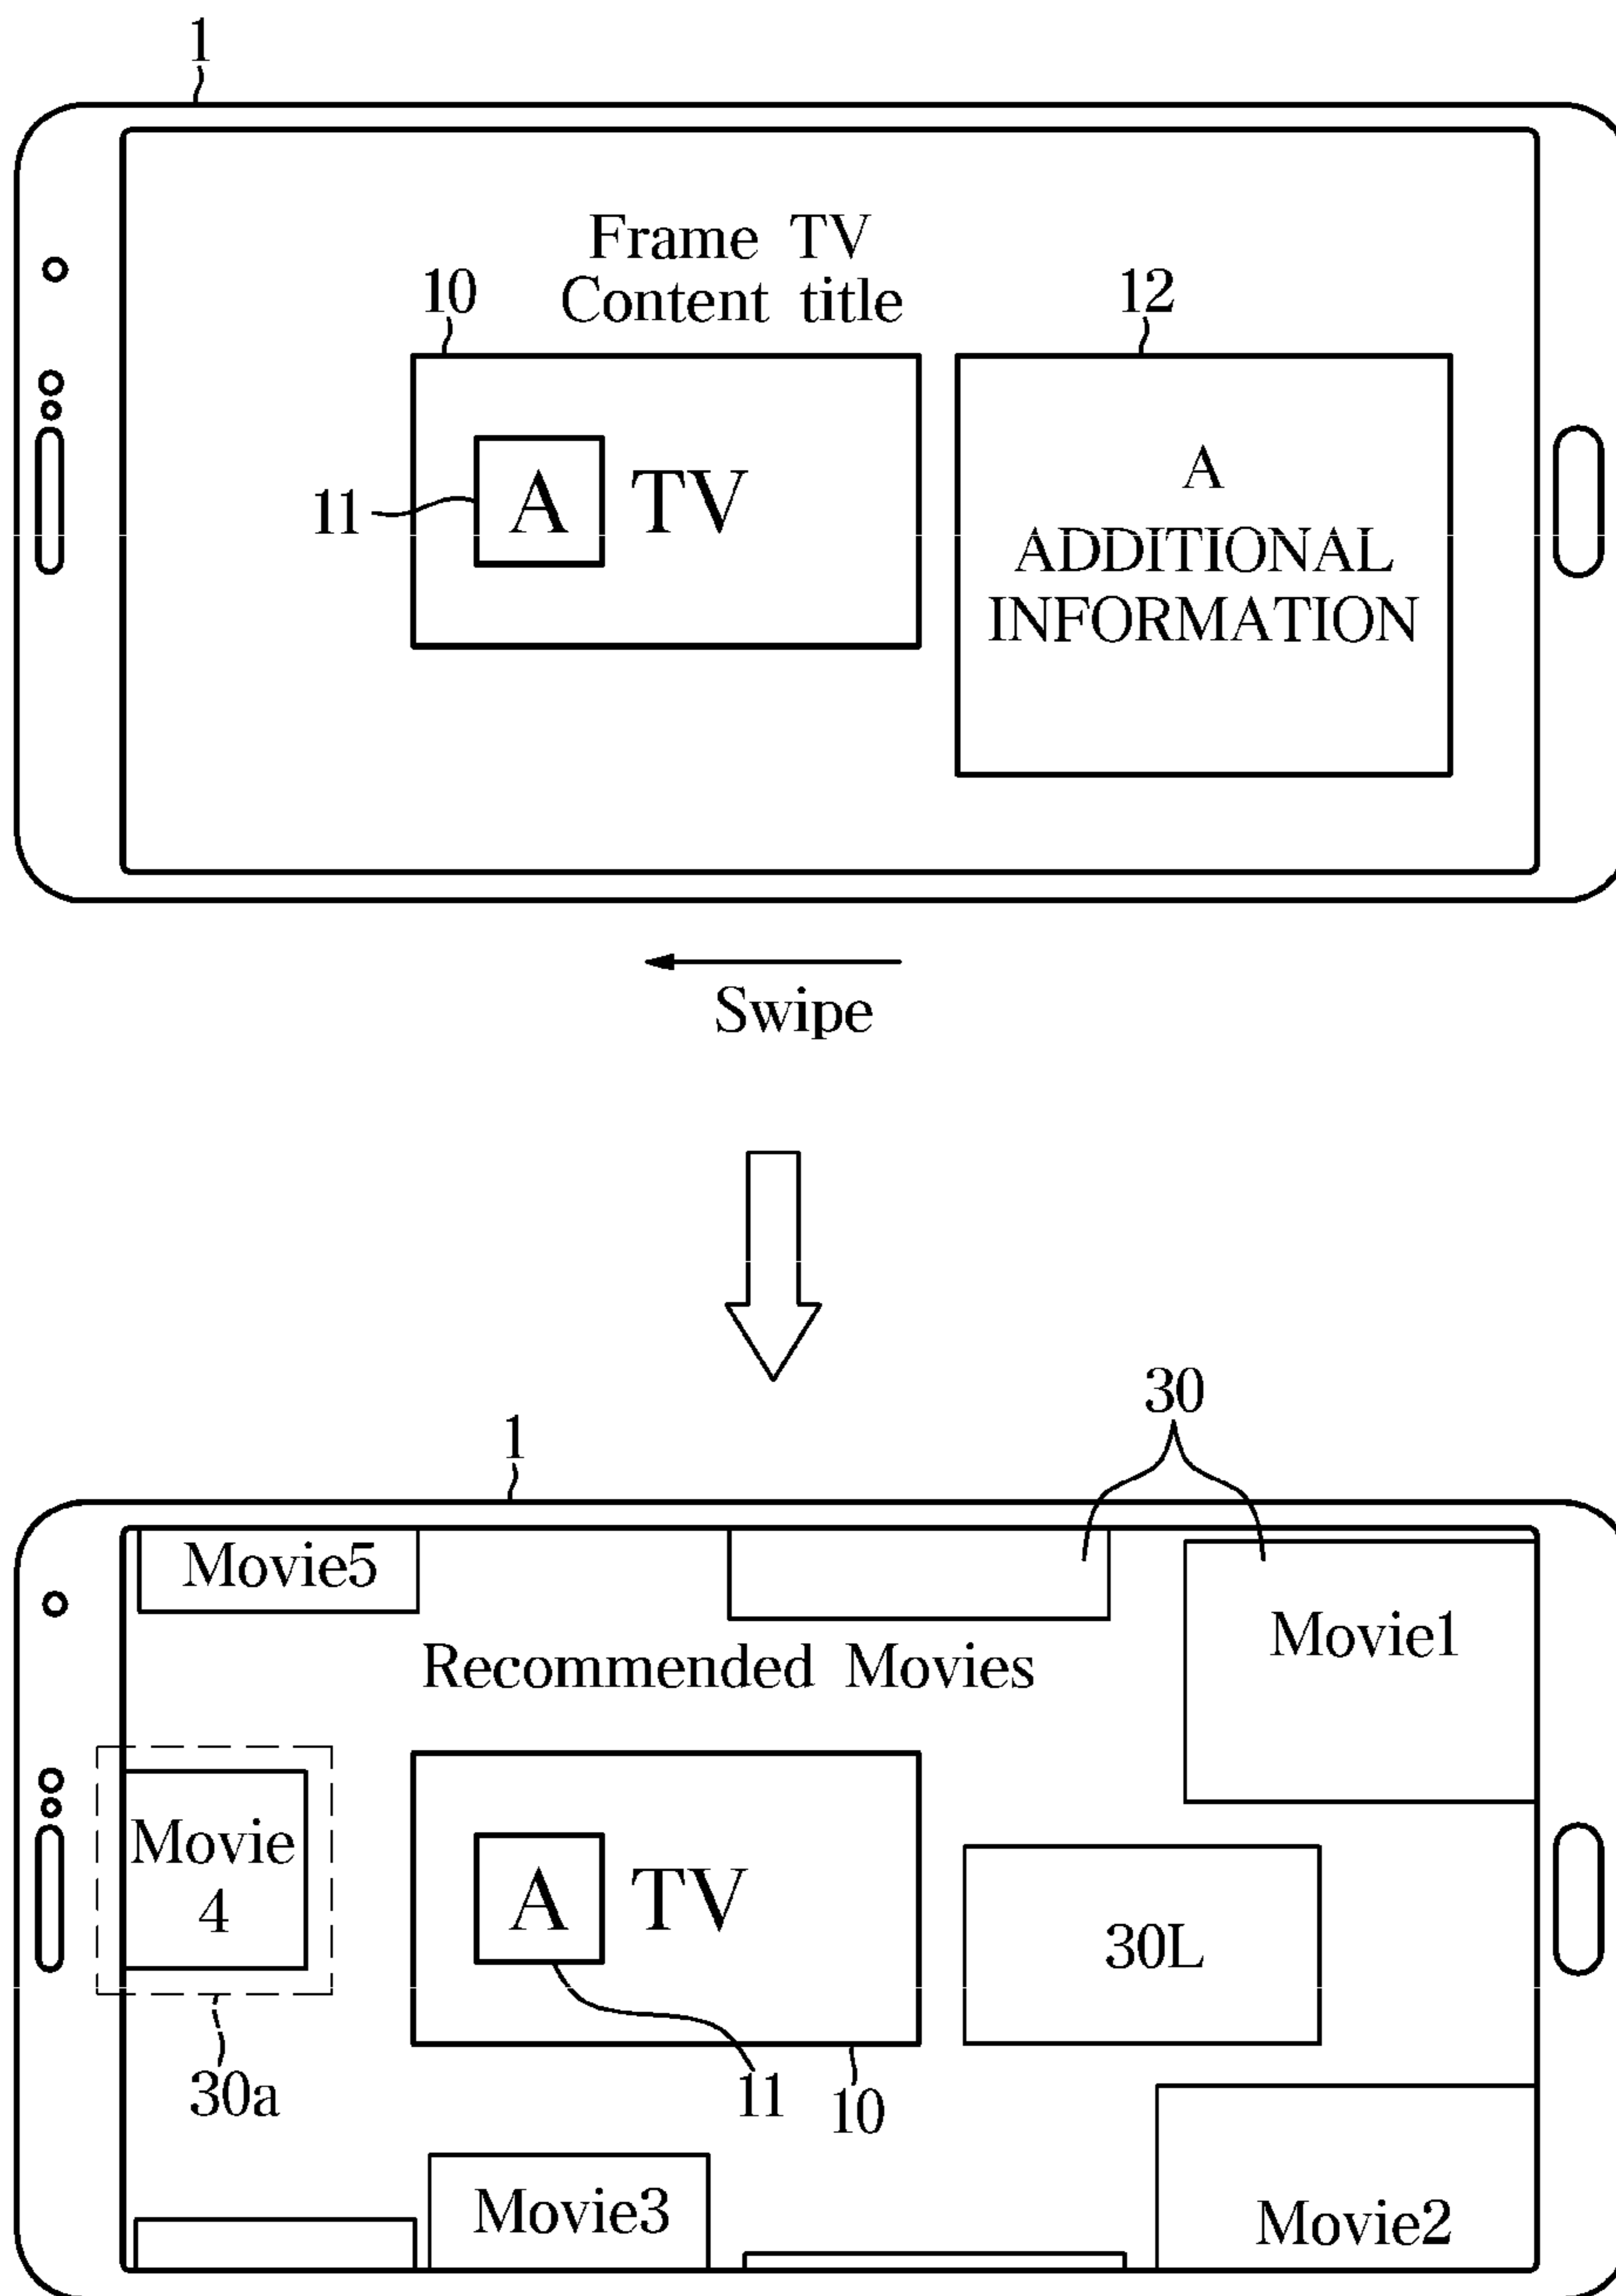 1
Frame TV
Content title
10
12
11
A TV
A
ADDITIONAL
INFORMATION
Swipe
30
1
Movie5
Movie1
Recommended Movies
Movie
4
A TV
30L
30a
11
10
Movie3
Movie2